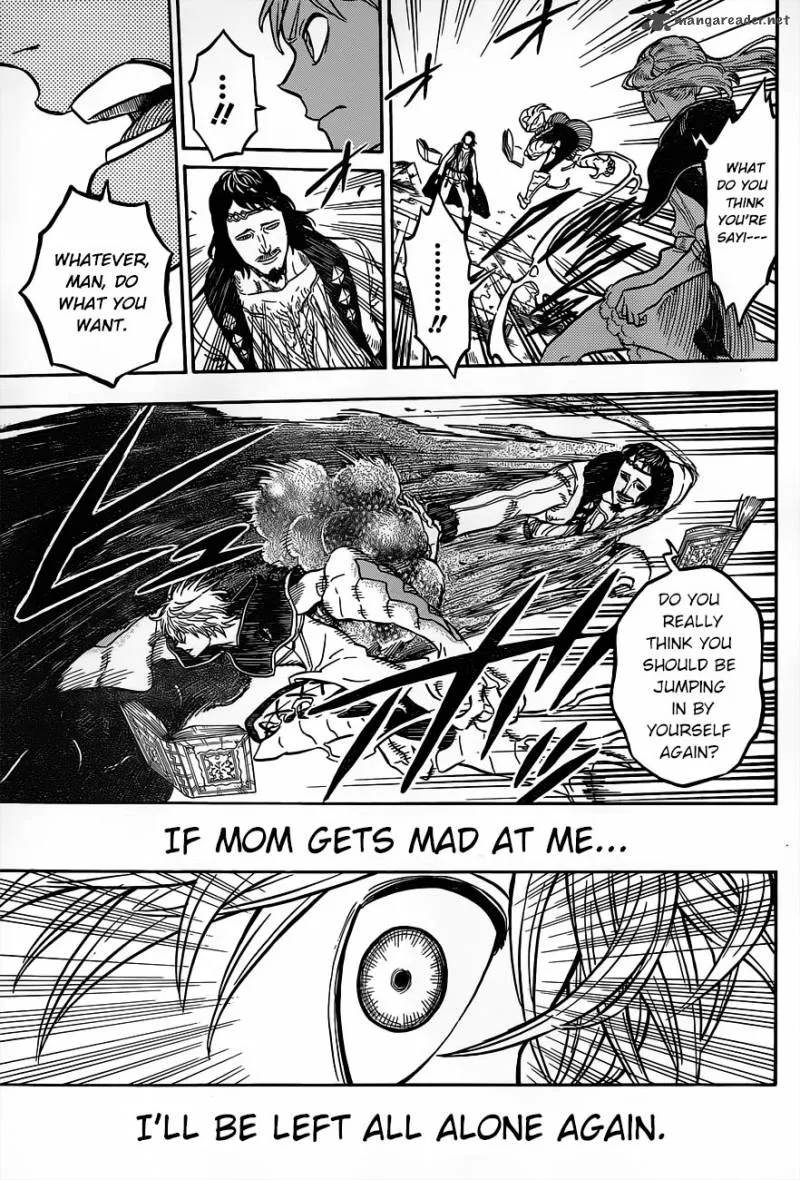 mangareader.net
WHAT
DO YOU
THINK
YOU'RE
SAYI---
......!!
......!!
WHATEVER,
MAN, DO
WHAT YOU
WANT.
DO YOU
REALLY
THINK YOU
SHOULD BE
JUMPING
IN BY
YOURSELF
AGAIN?
IF MOM GETS MAD AT ME...
I'LL BE LEFT ALL ALONE AGAIN.